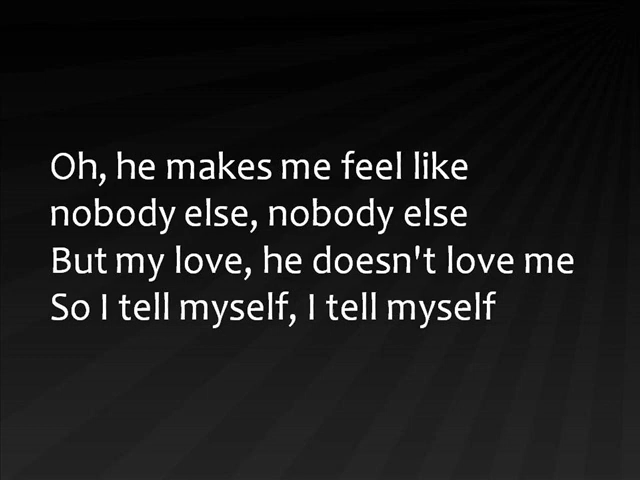 Oh, he makes me feel like
nobody else, nobody else
But my love, he doesn't love me
So I tell myself, I tell myself